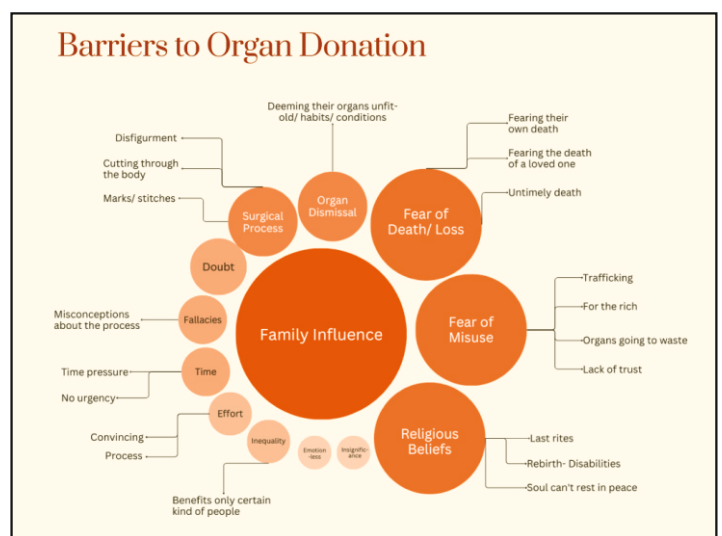 Barriers to Organ Donation
Deeming their organs unfit-
old/ habits/ conditions
Disfigurment
Cutting through
the body
Marks/ stitches
Surgical
Process
Organ
Dismissal
Fear of
Death/ Loss
Fearing their
own death
Fearing the death
of a loved one
Untimely death
Doubt
Misconceptions
about the process
Fallacies
Family Influence
Fear of
Misuse
Trafficking
For the rich
Organs going to waste
Lack of trust
Time pressure
No urgency
Time
Convincing
Process
Effort
Inequality
Benefits only certain
kind of people
Emotion
-less
Insignific-
ance
Religious
Beliefs
Last rites
Rebirth- Disabilities
Soul can't rest in peace